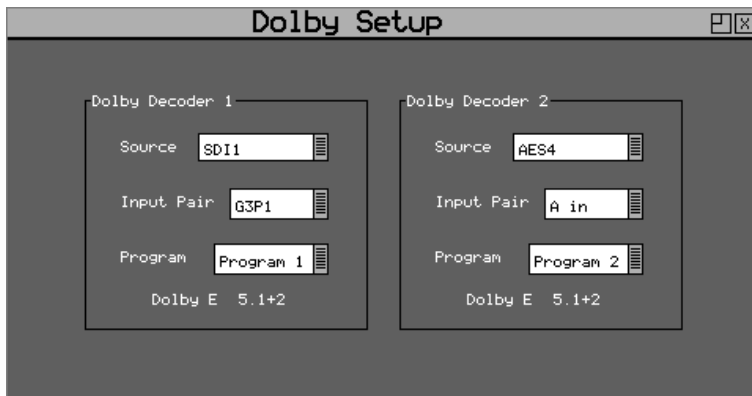 Dolby Setup
Dolby Decoder 1
Source SDI1
Input Pair G3P1
Program Program 1
Dolby E 5.1+2
Dolby Decoder 2
Source AES4
Input Pair A in
Program Program 2
Dolby E 5.1+2